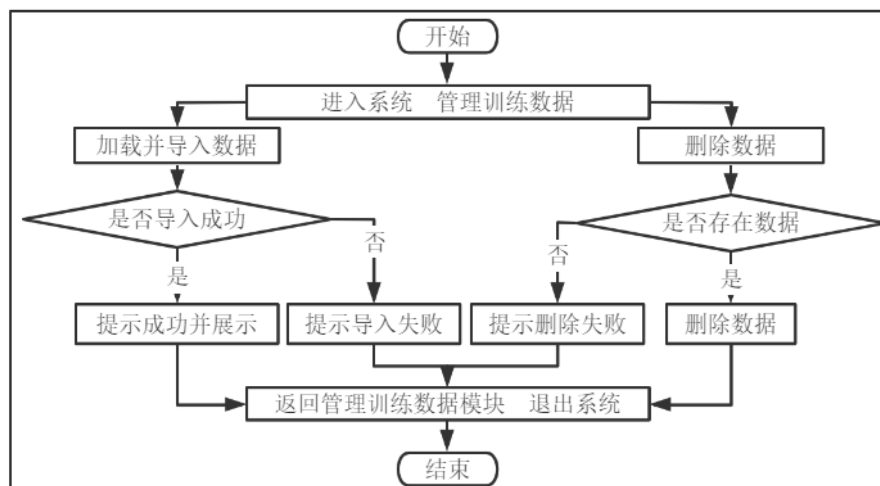 开始
进入系统 管理训练数据
加载并导入数据
删除数据
是否导入成功
是否存在数据
否
否
是
是
提示成功并展示
提示导入失败
提示删除失败
删除数据
返回管理训练数据模块 退出系统
结束